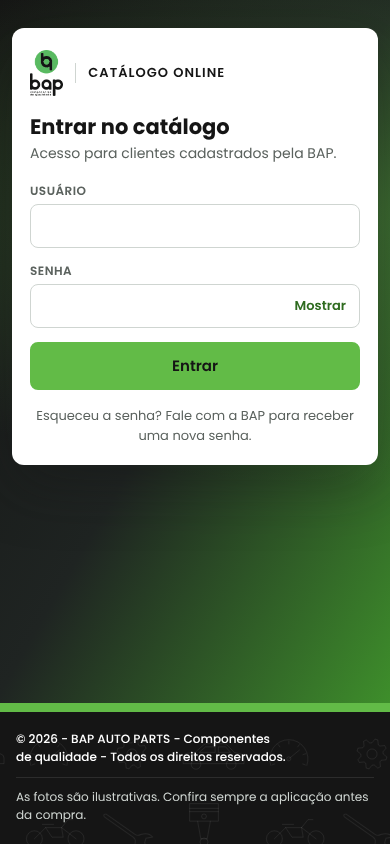 bap
CATÁLOGO ONLINE
Entrar no catálogo
Acesso para clientes cadastrados pela BAP.
USUÁRIO
SENHA
Mostrar
Entrar
Esqueceu a senha? Fale com a BAP para receber
uma nova senha.
© 2026 - BAP AUTO PARTS - Componentes
de qualidade - Todos os direitos reservados.
As fotos são ilustrativas. Confira sempre a aplicação antes
da compra.